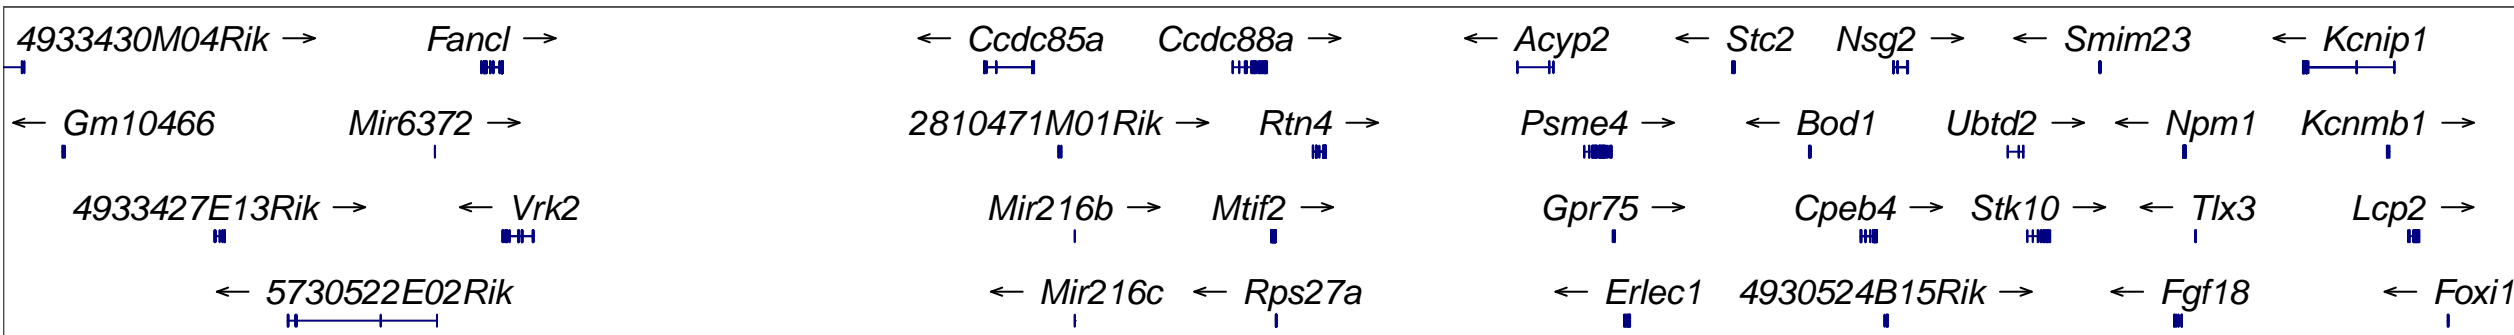 4933430M04Rik → Fancl → ← Ccdc85a Ccdc88a → ← Acyp2 ← Stc2 Nsg2 → ← Smim23 ← Kcnip1
← Gm10466 Mir6372 → 2810471M01Rik → Rtn4 → Psme4 → ← Bod1 Ubtd2 → ← Npm1 Kcnmb1 →
4933427E13Rik → ← Vrk2 Mir216b → Mtif2 → Gpr75 → Cpeb4 → Stk10 → ← Tlx3 Lcp2 →
← 5730522E02Rik ← Mir216c ← Rps27a ← Erlec1 4930524B15Rik → ← Fgf18 ← Foxi1